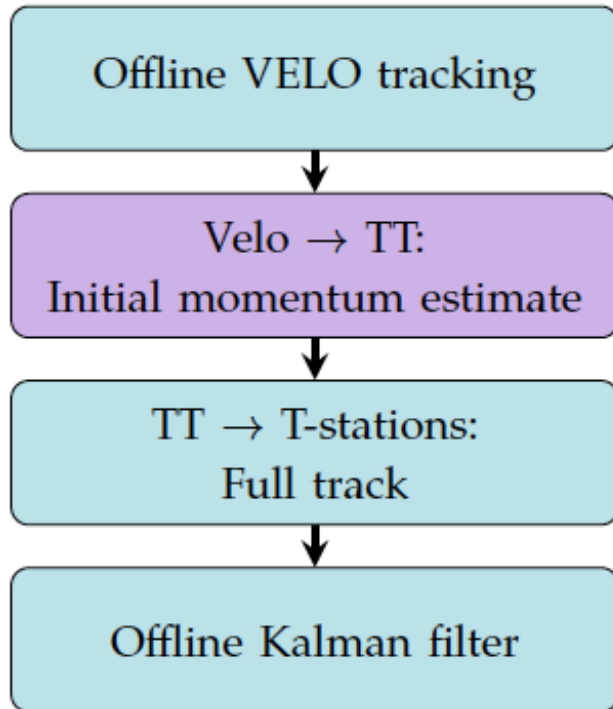 Offline VELO tracking
Velo → TT:
Initial momentum estimate
TT → T-stations:
Full track
Offline Kalman filter